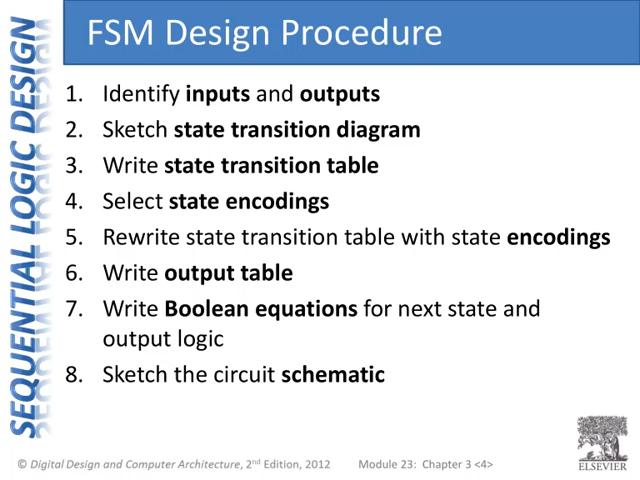 FSM Design Procedure
SEQUENTIAL LOGIC DESIGN
1. Identify inputs and outputs
2. Sketch state transition diagram
3. Write state transition table
4. Select state encodings
5. Rewrite state transition table with state encodings
6. Write output table
7. Write Boolean equations for next state and
output logic
8. Sketch the circuit schematic
ELSEVIER
© Digital Design and Computer Architecture, 2nd Edition, 2012 Module 23: Chapter 3 <4>